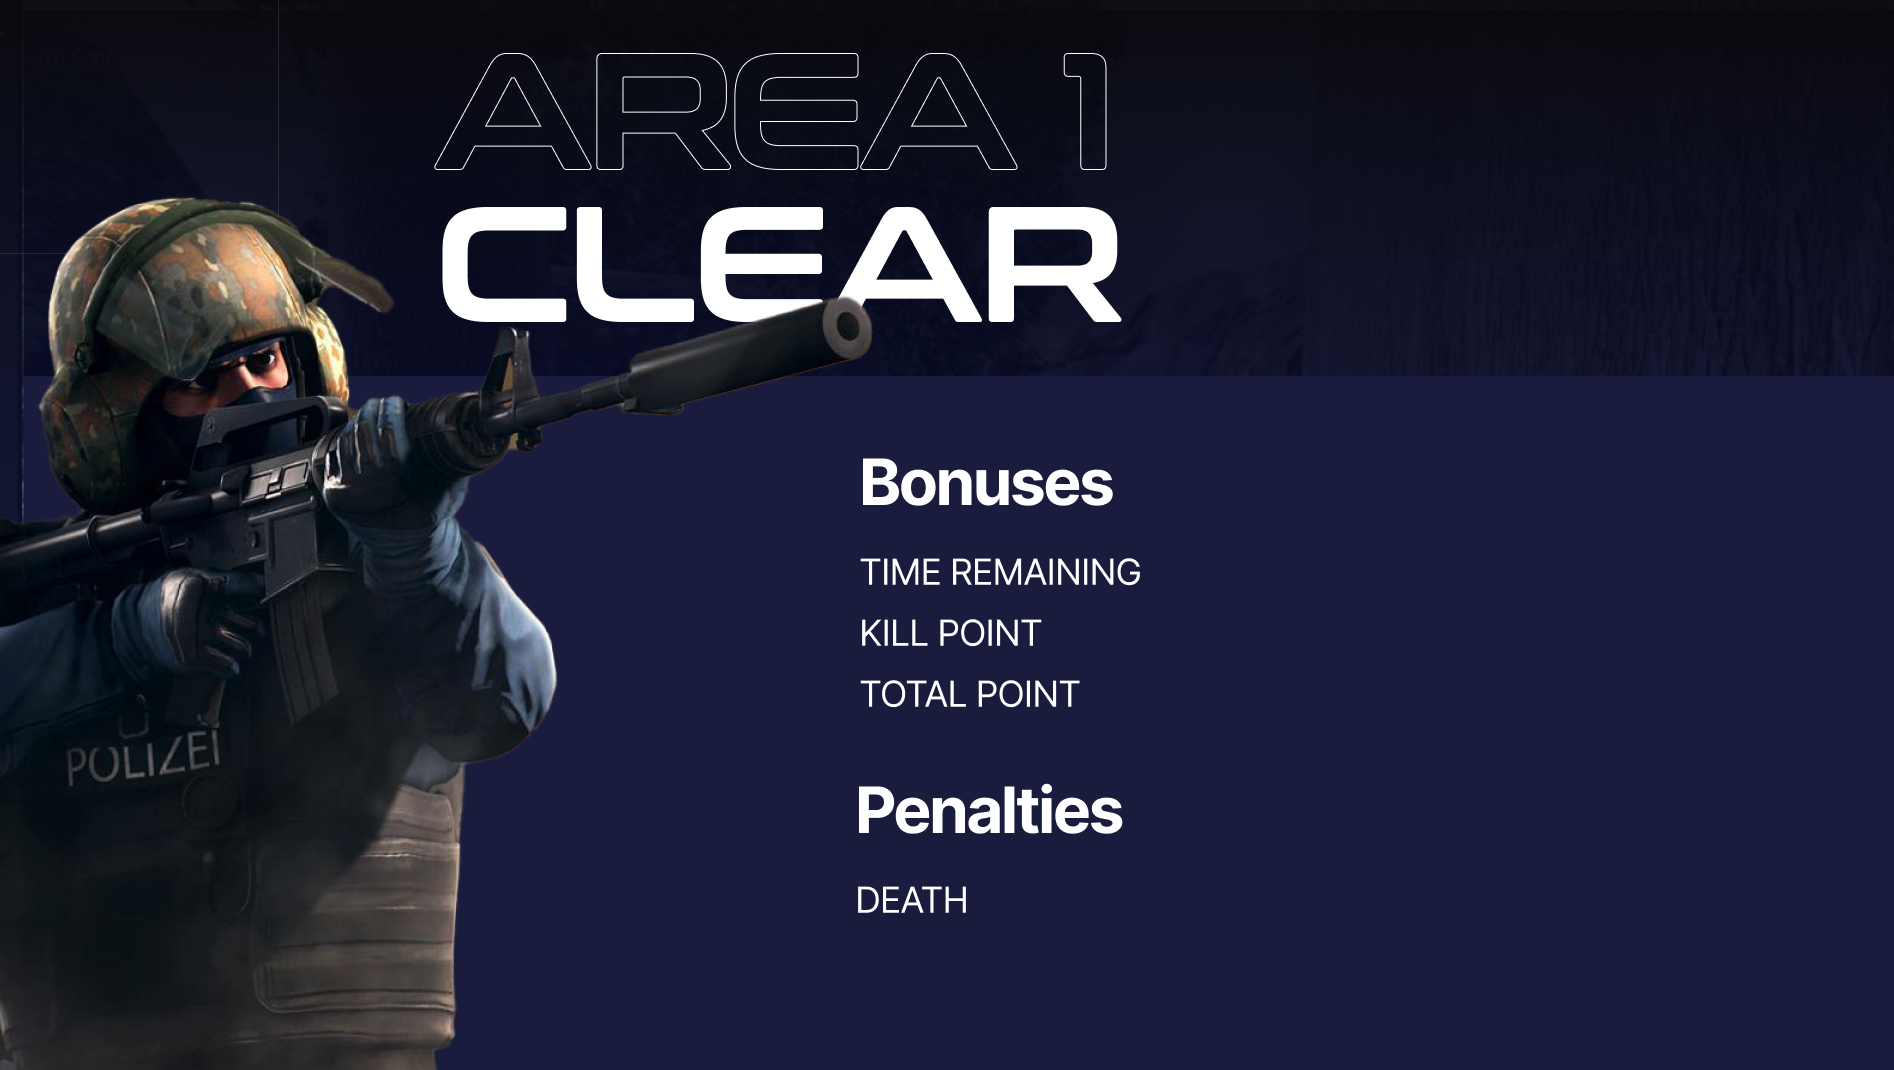 AREA 1
CLEAR
Bonuses
TIME REMAINING
KILL POINT
TOTAL POINT
POLIZEI
Penalties
DEATH